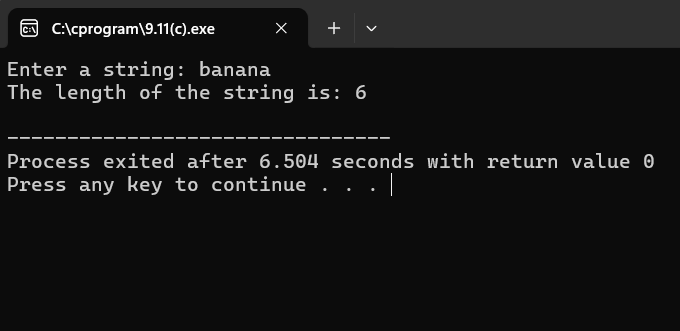 C:\cprogram\9.11(c).exe
Enter a string: banana
The length of the string is: 6
--------------------------------
Process exited after 6.504 seconds with return value 0
Press any key to continue . . .